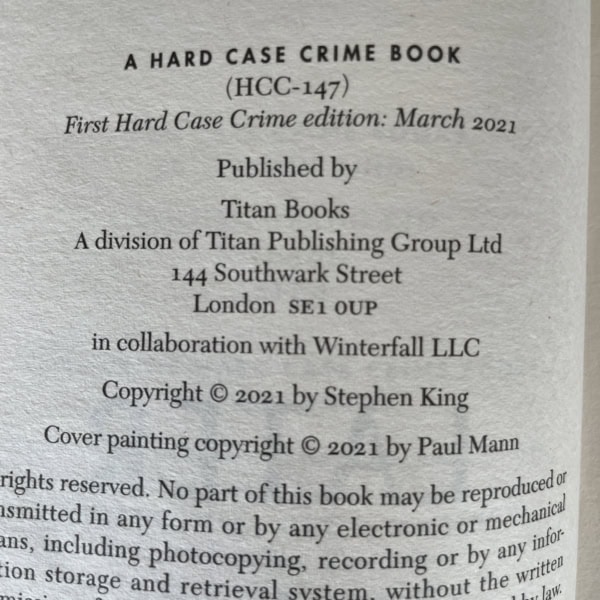 A HARD CASE CRIME BOOK
(HCC-147)
First Hard Case Crime edition: March 2021
Published by
Titan Books
A division of Titan Publishing Group Ltd
144 Southwark Street
London SE1 0UP
in collaboration with Winterfall LLC
Copyright © 2021 by Stephen King
Cover painting copyright © 2021 by Paul Mann
rights reserved. No part of this book may be reproduced or
nsmitted in any form or by any electronic or mechanical
ans, including photocopying, recording or by any infor-
tion storage and retrieval system, without the written
by law.